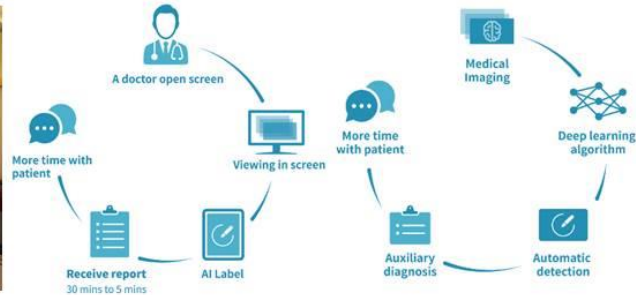 A doctor open screen
Viewing in screen
AI Label
Receive report
30 mins to 5 mins
More time with
patient
Medical
Imaging
Deep learning
algorithm
Automatic
detection
Auxiliary
diagnosis
More time
with patient